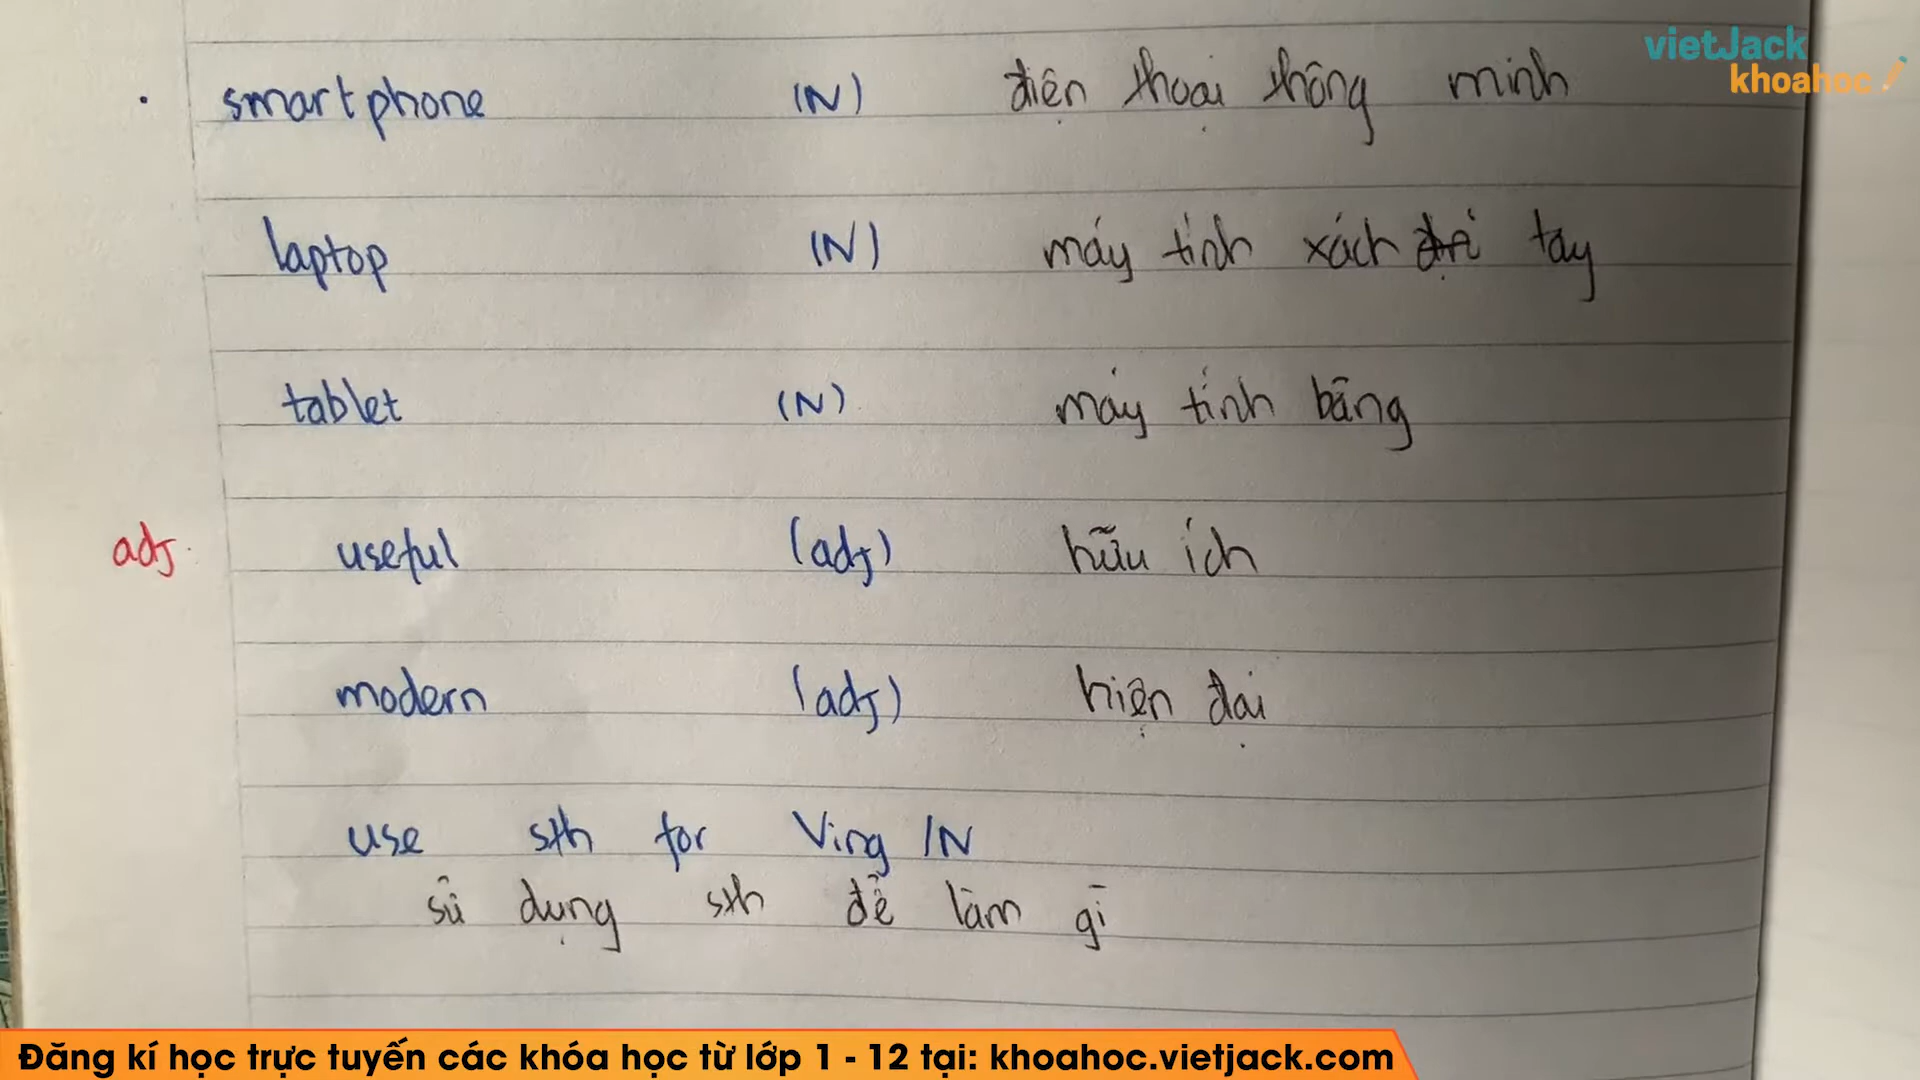 vietJack
khoahoc
. smartphone (N) điện thoại thông minh
laptop (N) máy tính xách tay
tablet (N) máy tính bảng
adj. useful (adj) hữu ích
modern (adj) hiện đại
use sth for Ving /N
sử dụng sth để làm gì
Đăng kí học trực tuyến các khóa học từ lớp 1 - 12 tại: khoahoc.vietjack.com